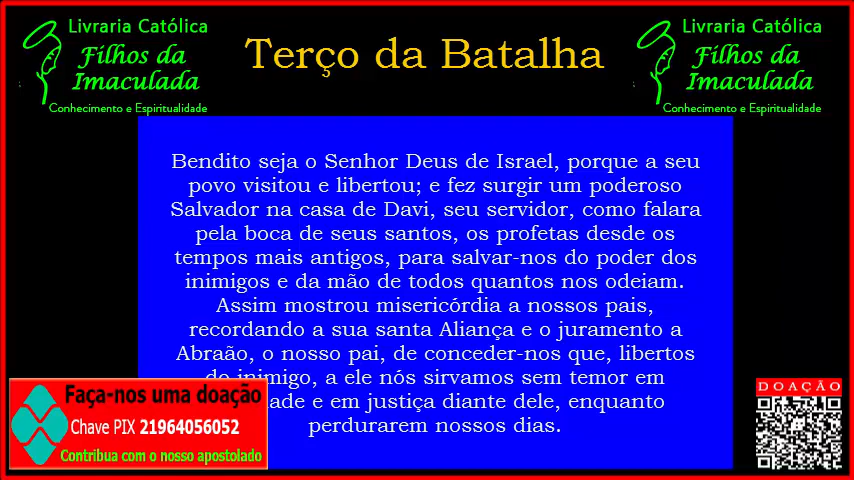 Livraria Católica
Filhos da
Imaculada
Conhecimento e Espiritualidade
Terço da Batalha
Livraria Católica
Filhos da
Imaculada
Conhecimento e Espiritualidade
Bendito seja o Senhor Deus de Israel, porque a seu
povo visitou e libertou; e fez surgir um poderoso
Salvador na casa de Davi, seu servidor, como falara
pela boca de seus santos, os profetas desde os
tempos mais antigos, para salvar-nos do poder dos
inimigos e da mão de todos quantos nos odeiam.
Assim mostrou misericórdia a nossos pais,
recordando a sua santa Aliança e o juramento a
Abraão, o nosso pai, de conceder-nos que, libertos
do inimigo, a ele nós sirvamos sem temor em
ade e em justiça diante dele, enquanto
perdurarem nossos dias.
Faça-nos uma doação
Chave PIX 21964056052
Contribua com o nosso apostolado
DOAÇÃO